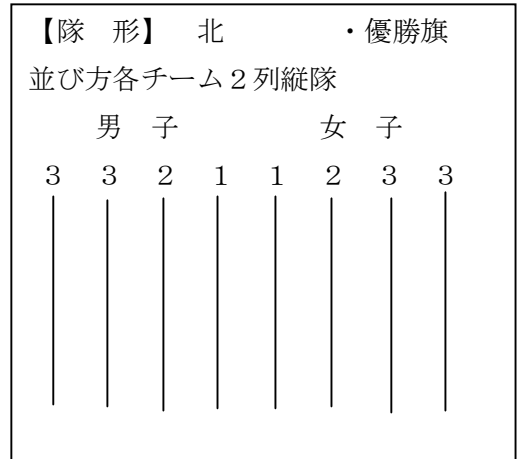 【隊　形】　北　　　　　・優勝旗
並び方各チーム２列縦隊
男　子　　　　　女　子
３　３　２　１　１　２　３　３